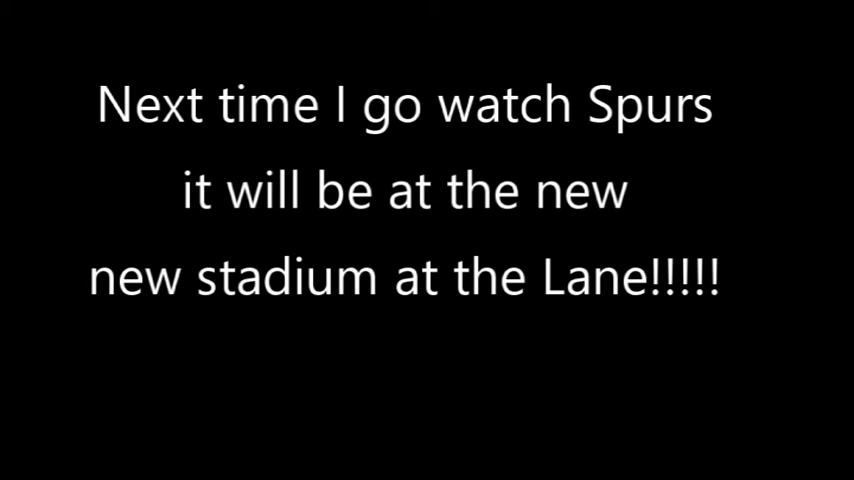 Next time I go watch Spurs
it will be at the new
new stadium at the Lane!!!!!